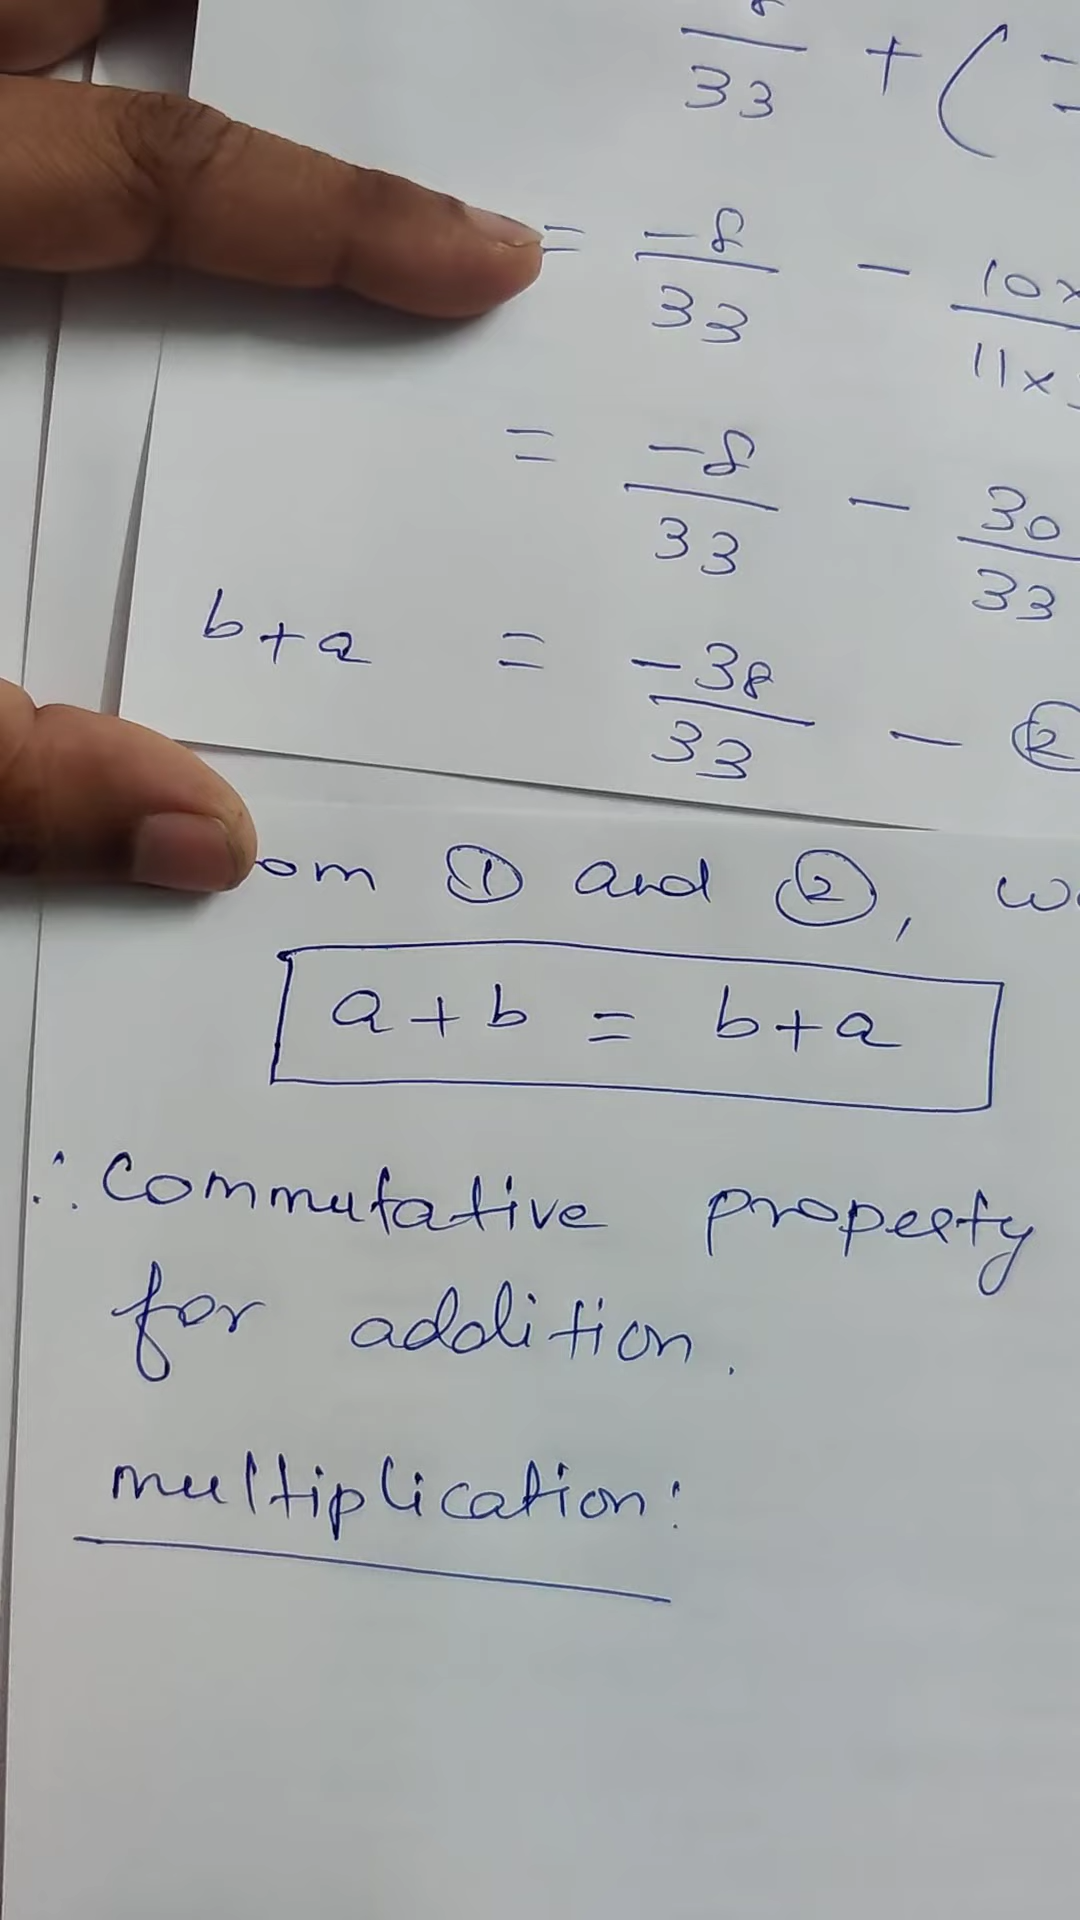 33 + (
= -8/33 - 10×/11×
= -8/33 - 30/33
b+a = -38/33 - ②
om ① and ②,
a+b = b+a
∴ Commutative property
for addition.
multiplication: